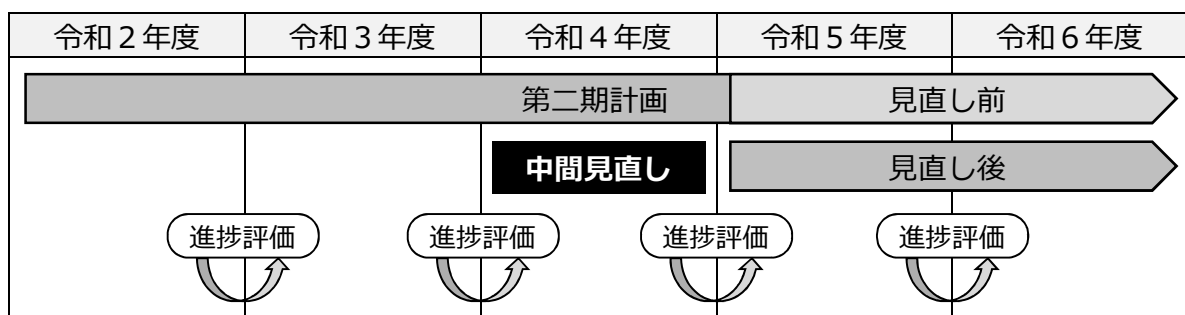 令和２年度 令和３年度 令和４年度 令和５年度 令和６年度
第二期計画 見直し前
中間見直し 見直し後
進捗評価 進捗評価 進捗評価 進捗評価